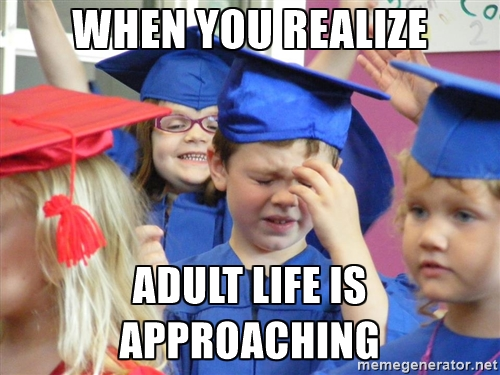 WHEN YOU REALIZE
ADULT LIFE IS
APPROACHING
memegenerator.net